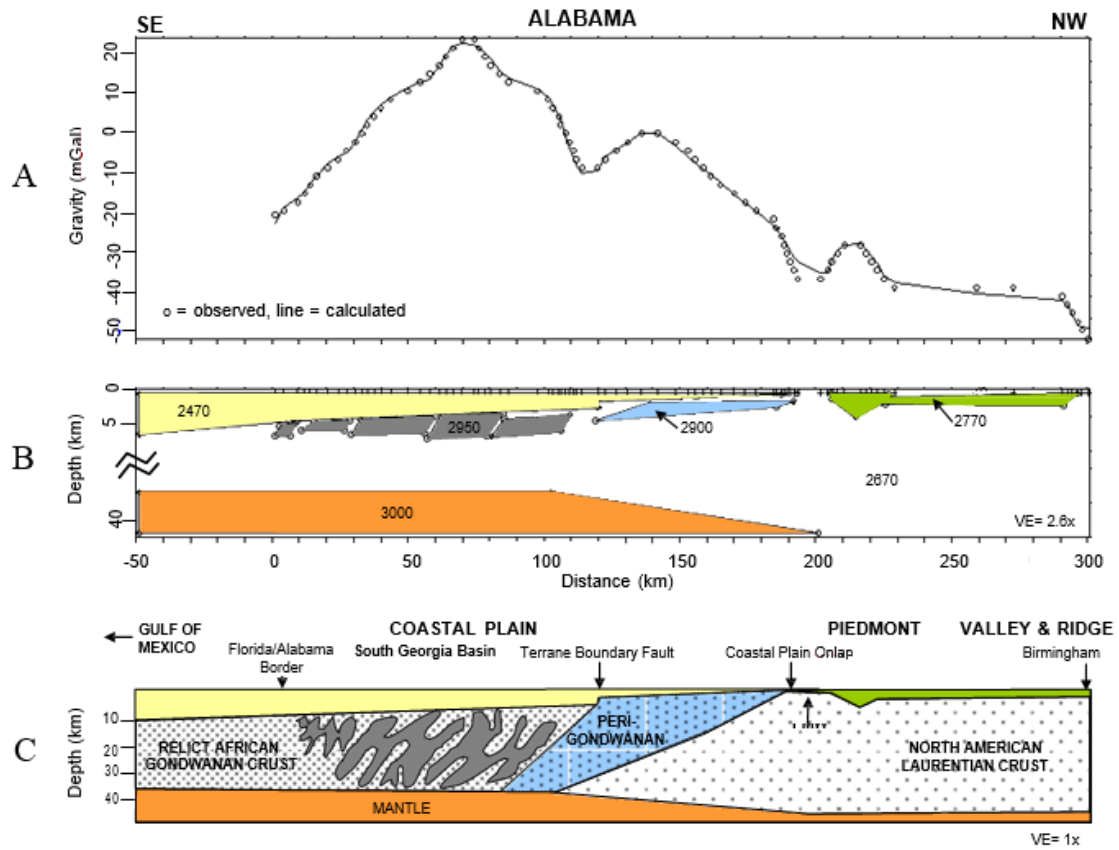 ALABAMA
SE NW
A
Gravity (mGal)
20
10
0
-10
-20
-30
-40
-50
o = observed, line = calculated
B
Depth (km)
0
5
40
2470
2950
2900
2770
2670
3000
VE= 2.6x
-50 0 50 100 150 200 250 300
Distance (km)
C
GULF OF
MEXICO
COASTAL PLAIN
PIEDMONT
VALLEY & RIDGE
Florida/Alabama
Border
South Georgia Basin
Terrane Boundary Fault
Coastal Plain Onlap
Birmingham
Depth (km)
10
20
30
40
RELICT AFRICAN
GONDWANAN CRUST
PERI-
GONDWANAN
NORTH AMERICAN
LAURENTIAN CRUST
MANTLE
VE= 1x